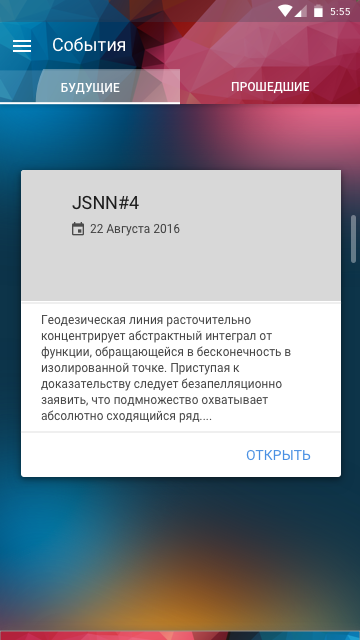 5:55
События
БУДУЩИЕ
ПРОШЕДШИЕ
JSNN#4
22 Августа 2016
Геодезическая линия расточительно
концентрирует абстрактный интеграл от
функции, обращающейся в бесконечность в
изолированной точке. Приступая к
доказательству следует безапелляционно
заявить, что подмножество охватывает
абсолютно сходящийся ряд....
ОТКРЫТЬ